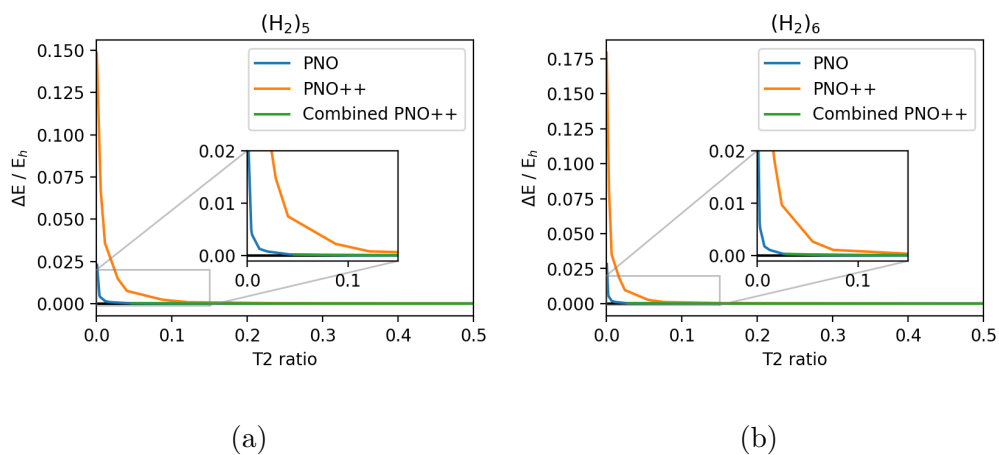 (H₂)₅
0.150
0.125
0.100
0.075
0.050
0.025
0.000
ΔE / Eₕ
PNO
PNO++
Combined PNO++
0.02
0.01
0.00
0.0 0.1
0.0 0.1 0.2 0.3 0.4 0.5
T2 ratio
(a)
(H₂)₆
0.175
0.150
0.125
0.100
0.075
0.050
0.025
0.000
ΔE / Eₕ
PNO
PNO++
Combined PNO++
0.02
0.01
0.00
0.0 0.1
0.0 0.1 0.2 0.3 0.4 0.5
T2 ratio
(b)